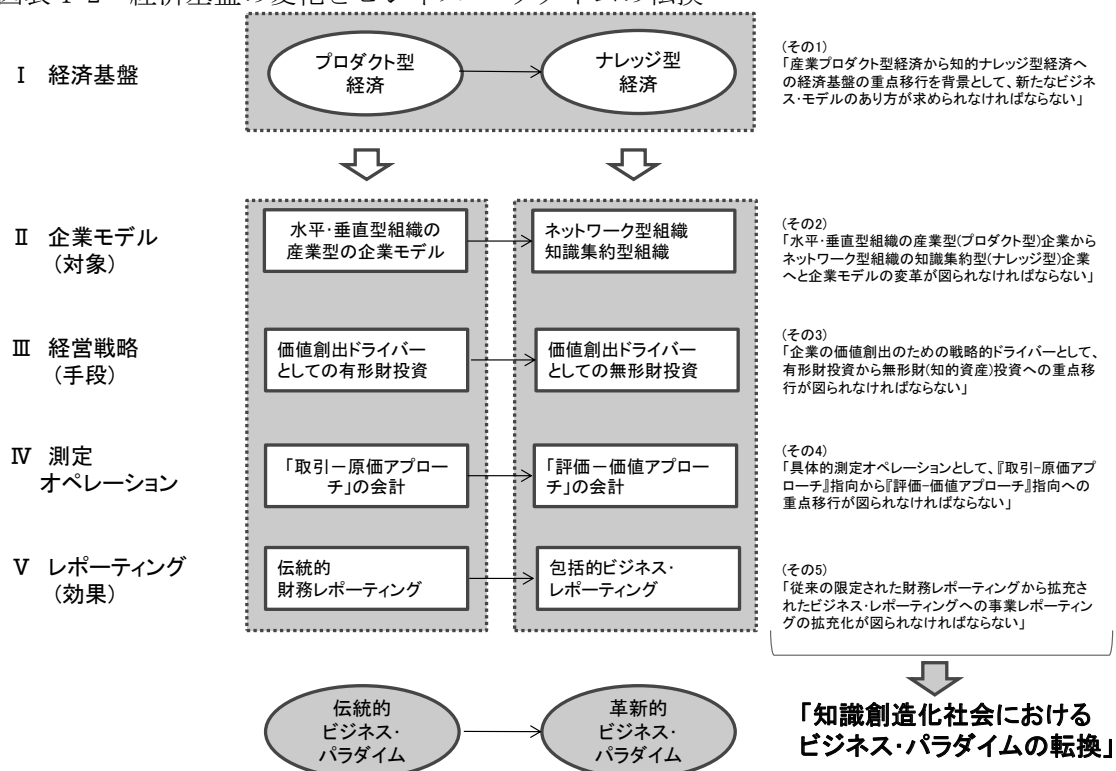 Ⅰ 経済基盤
プロダクト型
経済
ナレッジ型
経済
(その1)
「産業プロダクト型経済から知的ナレッジ型経済へ
の経済基盤の重点移行を背景として、新たなビジネ
ス・モデルのあり方が求められなければならない」
Ⅱ 企業モデル
(対象)
水平・垂直型組織の
産業型の企業モデル
ネットワーク型組織
知識集約型組織
(その2)
「水平・垂直型組織の産業型(プロダクト型)企業から
ネットワーク型組織の知識集約型(ナレッジ型)企業
へと企業モデルの変革が図られなければならない」
Ⅲ 経営戦略
(手段)
価値創出ドライバー
としての有形財投資
価値創出ドライバー
としての無形財投資
(その3)
「企業の価値創出のための戦略的ドライバーとして、
有形財投資から無形財(知的資産)投資への重点移
行が図られなければならない」
Ⅳ 測定
オペレーション
「取引－原価アプロー
チ」の会計
「評価－価値アプロー
チ」の会計
(その4)
「具体的測定オペレーションとして、『取引-原価アプ
ローチ』指向から『評価-価値アプローチ』指向への
重点移行が図られなければならない」
Ⅴ レポーティング
(効果)
伝統的
財務レポーティング
包括的ビジネス・
レポーティング
(その5)
「従来の限定された財務レポーティングから拡充さ
れたビジネス・レポーティングへの事業レポーティン
グの拡充化が図られなければならない」
伝統的
ビジネス・
パラダイム
革新的
ビジネス・
パラダイム
「知識創造化社会における
ビジネス・パラダイムの転換」